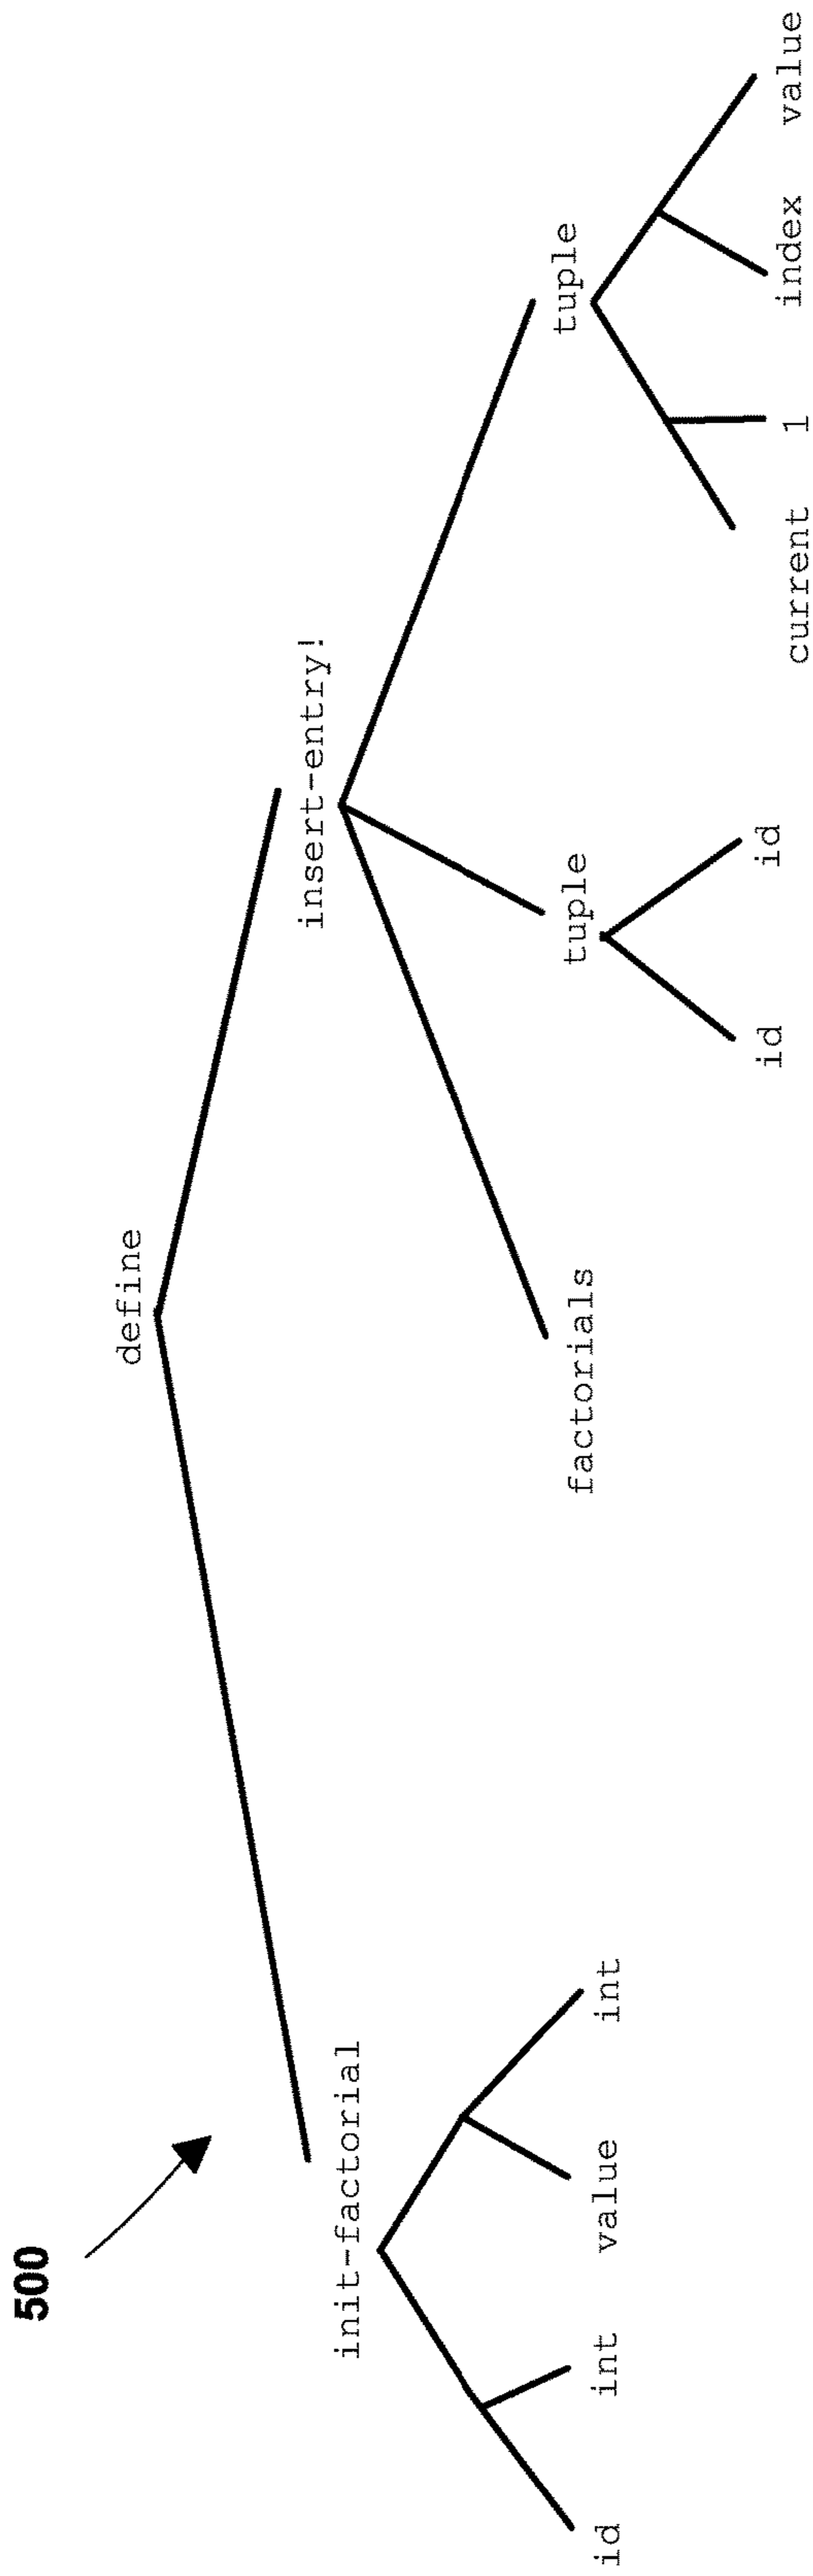 500
define
init-factorial
insert-entry!
id
int
value
int
factorials
tuple
tuple
id
id
current
1
index
value